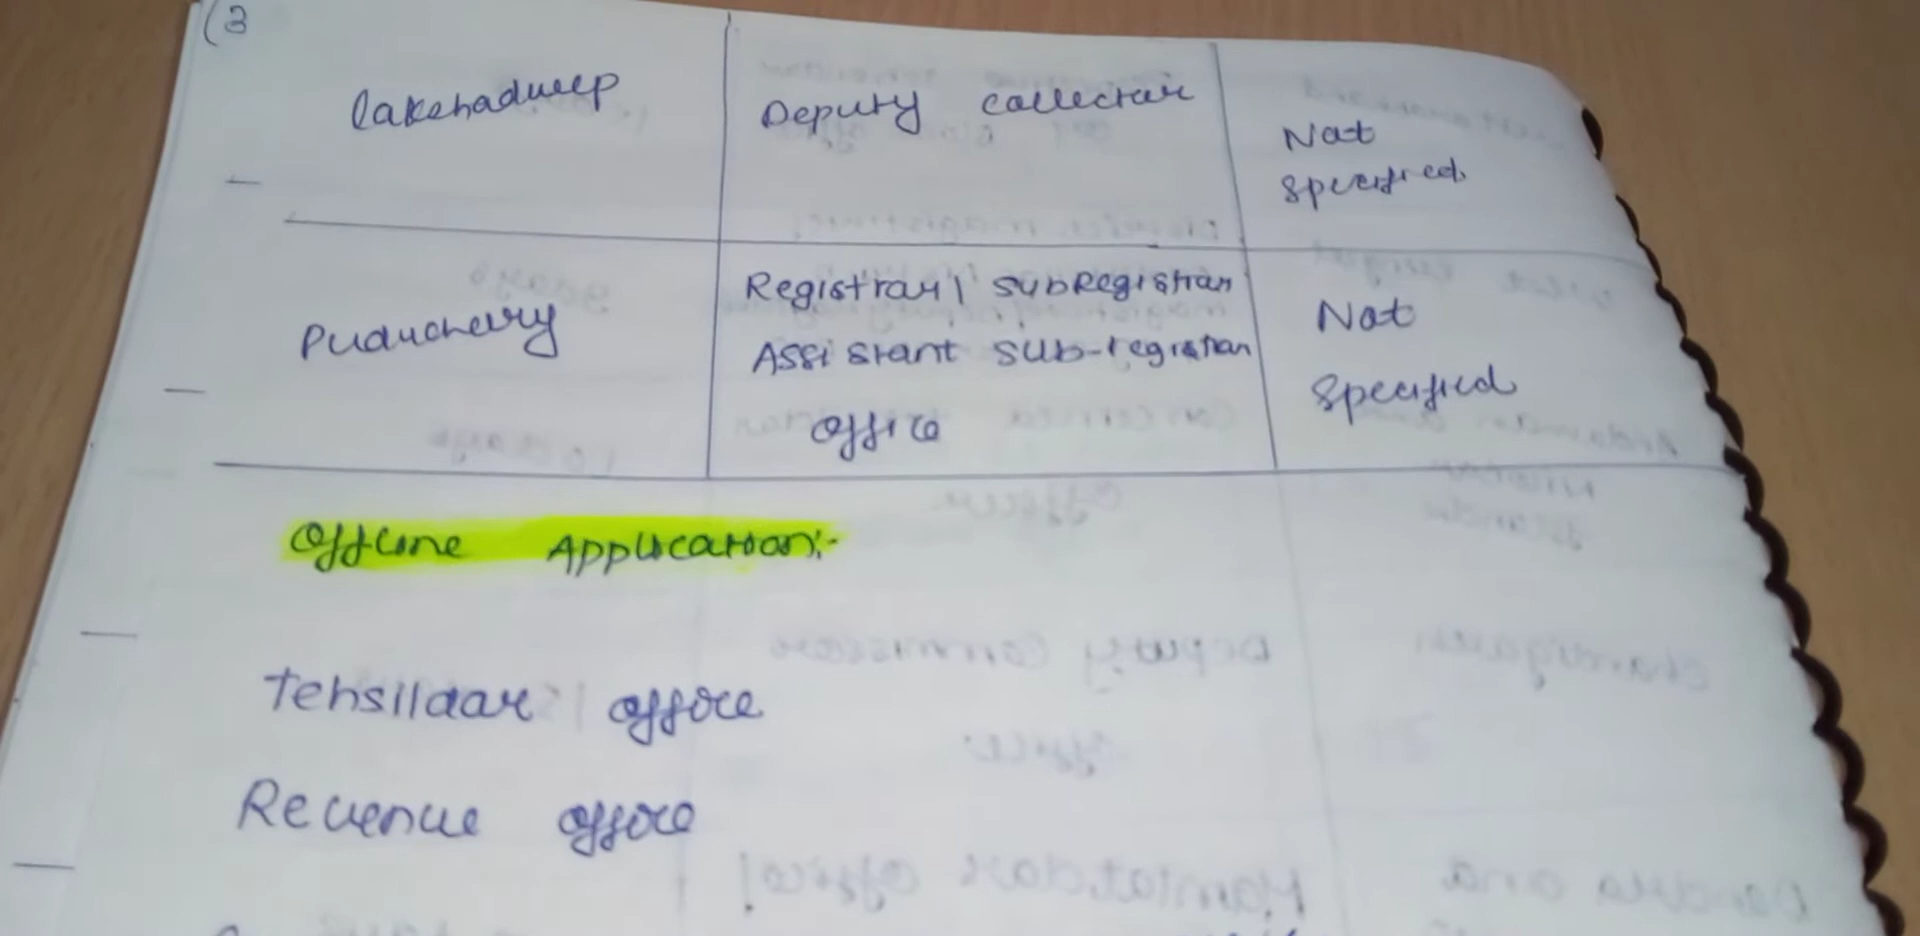 (3
Lakshadweep
Deputy collector
Not
Specified
Puducherry
Registrar/ SubRegistrar
Assistant Sub-registrar
office
Not
Specified
Offline Application:-
Tehsildar office
Revenue office